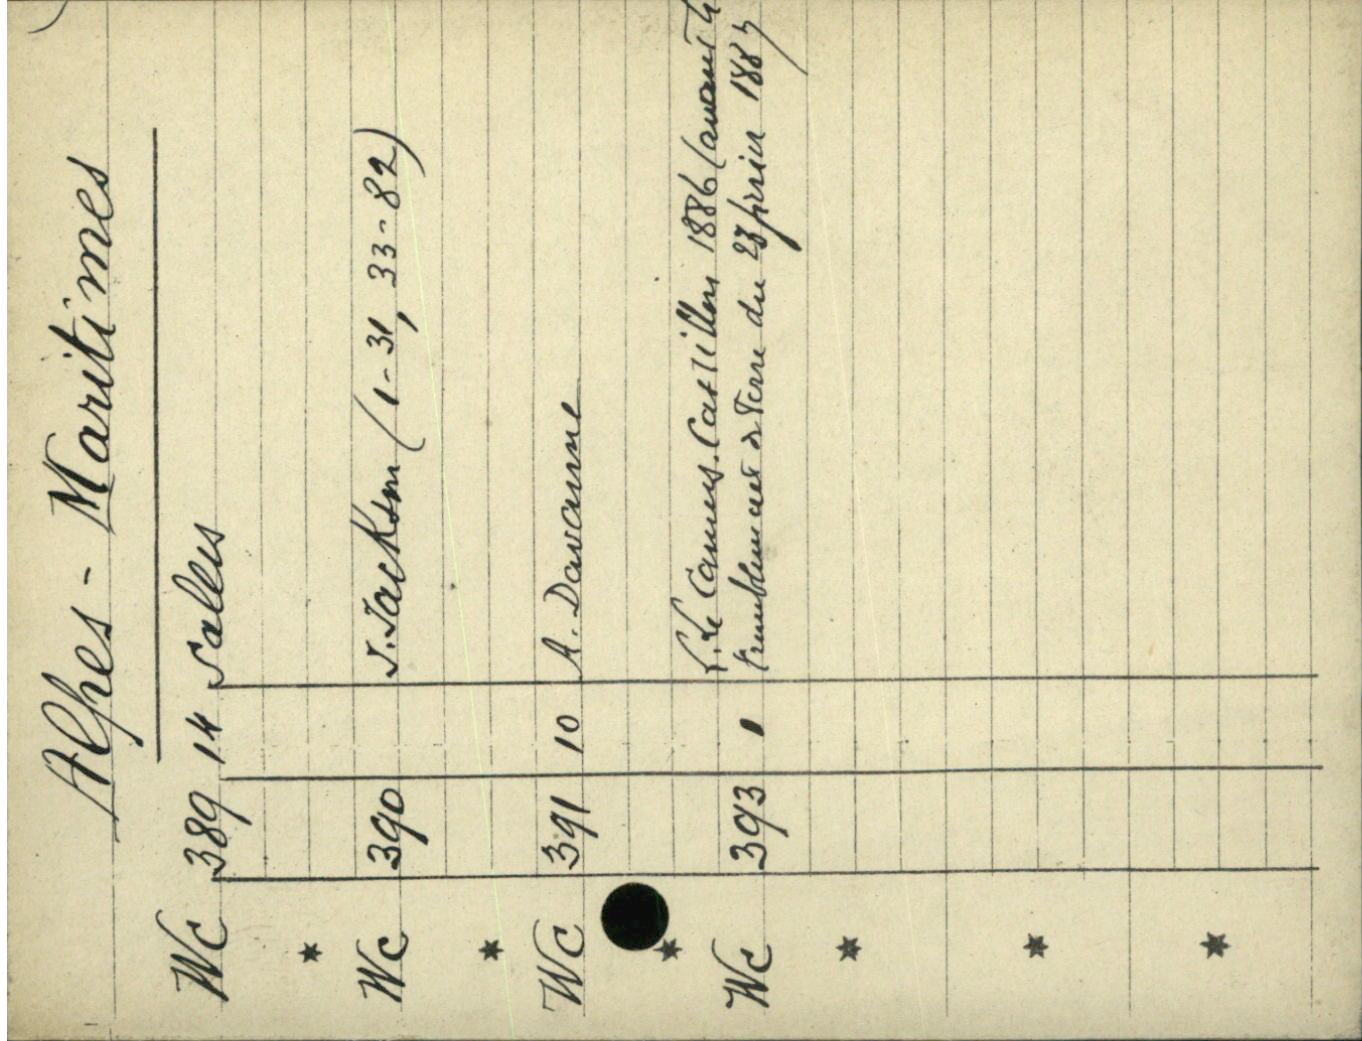 Alpes - Maritimes
Wc 389 14 Salles
Wc 390 J. Jackson (1-31, 33-82)
Wc 391 10 A. Davanne
L. Le Camus. Castillon 1886 (avant le
Wc 393 1 tremblement de Terre du 23 février 1887